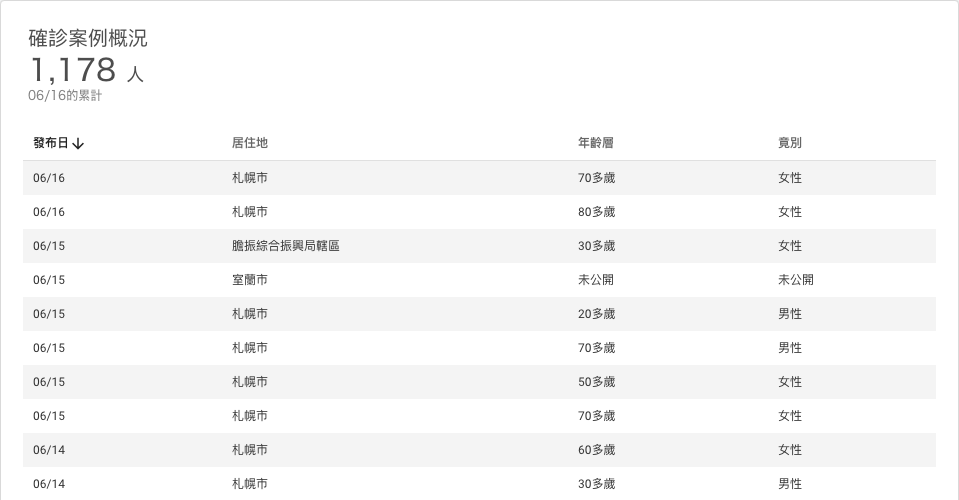 確診案例概況
1,178 人
06/16的累計
發布日 居住地 年齡層 竟別
06/16 札幌市 70多歲 女性
06/16 札幌市 80多歲 女性
06/15 膽振綜合振興局轄區 30多歲 女性
06/15 室蘭市 未公開 未公開
06/15 札幌市 20多歲 男性
06/15 札幌市 70多歲 男性
06/15 札幌市 50多歲 女性
06/15 札幌市 70多歲 女性
06/14 札幌市 60多歲 女性
06/14 札幌市 30多歲 男性